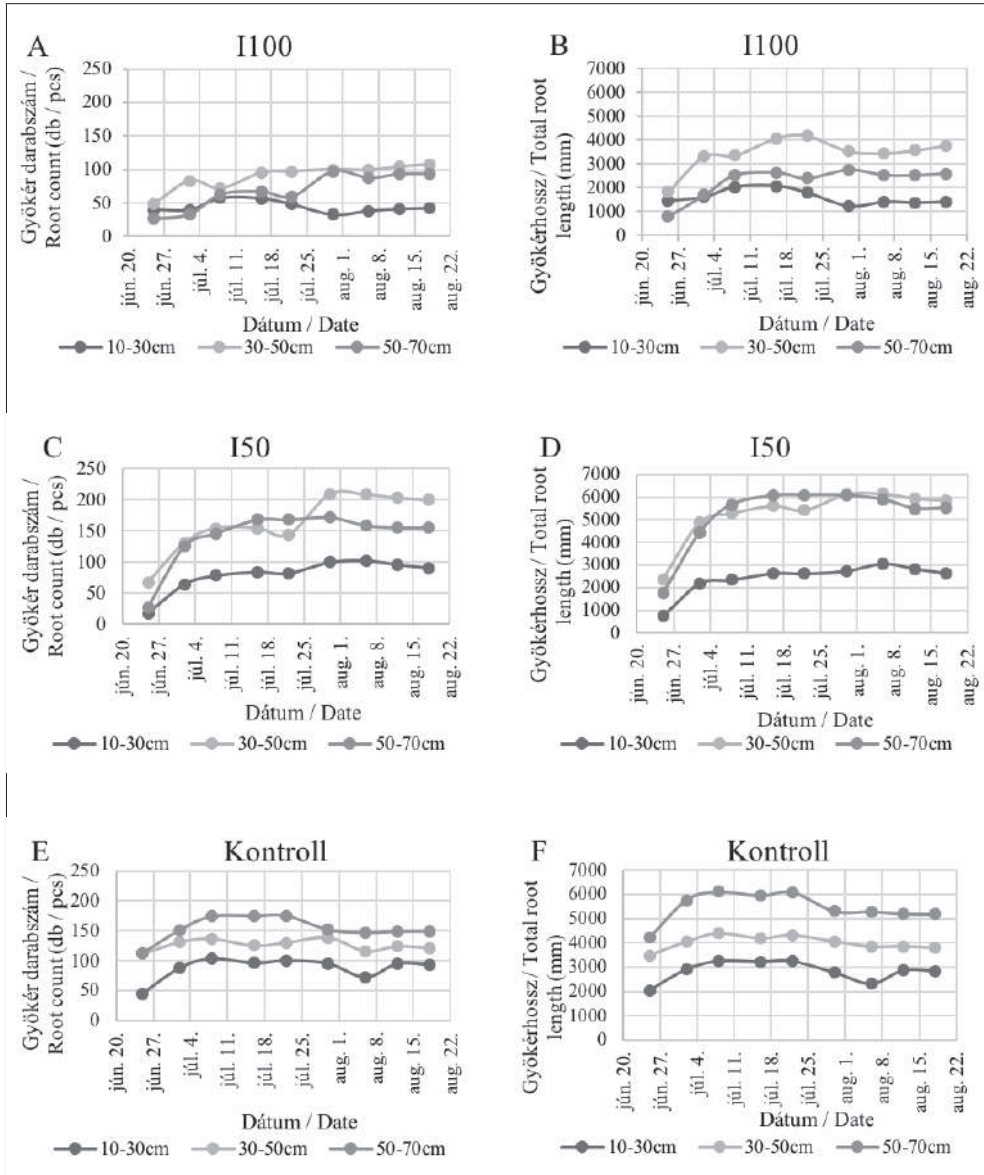 A
I100
Gyökér darabszám /
Root count (db / pcs)
250
200
150
100
50
0
jún. 20.
jún. 27.
júl. 4.
júl. 11.
júl. 18.
júl. 25.
aug. 1.
aug. 8.
aug. 15.
aug. 22.
Dátum / Date
10-30cm 30-50cm 50-70cm
B
I100
Gyökérhossz / Total root
length (mm)
7000
6000
5000
4000
3000
2000
1000
0
jún. 20.
jún. 27.
júl. 4.
júl. 11.
júl. 18.
júl. 25.
aug. 1.
aug. 8.
aug. 15.
aug. 22.
Dátum / Date
10-30cm 30-50cm 50-70cm
C
I50
Gyökér darabszám /
Root count (db / pcs)
250
200
150
100
50
0
jún. 20.
jún. 27.
júl. 4.
júl. 11.
júl. 18.
júl. 25.
aug. 1.
aug. 8.
aug. 15.
aug. 22.
Dátum / Date
10-30cm 30-50cm 50-70cm
D
I50
Gyökérhossz / Total root
length (mm)
7000
6000
5000
4000
3000
2000
1000
0
jún. 20.
jún. 27.
júl. 4.
júl. 11.
júl. 18.
júl. 25.
aug. 1.
aug. 8.
aug. 15.
aug. 22.
Dátum / Date
10-30cm 30-50cm 50-70cm
E
Kontroll
Gyökér darabszám /
Root count (db / pcs)
250
200
150
100
50
0
jún. 20.
jún. 27.
júl. 4.
júl. 11.
júl. 18.
júl. 25.
aug. 1.
aug. 8.
aug. 15.
aug. 22.
Dátum / Date
10-30cm 30-50cm 50-70cm
F
Kontroll
Gyökérhossz / Total root
length (mm)
7000
6000
5000
4000
3000
2000
1000
0
jún. 20.
jún. 27.
júl. 4.
júl. 11.
júl. 18.
júl. 25.
aug. 1.
aug. 8.
aug. 15.
aug. 22.
Dátum / Date
10-30cm 30-50cm 50-70cm